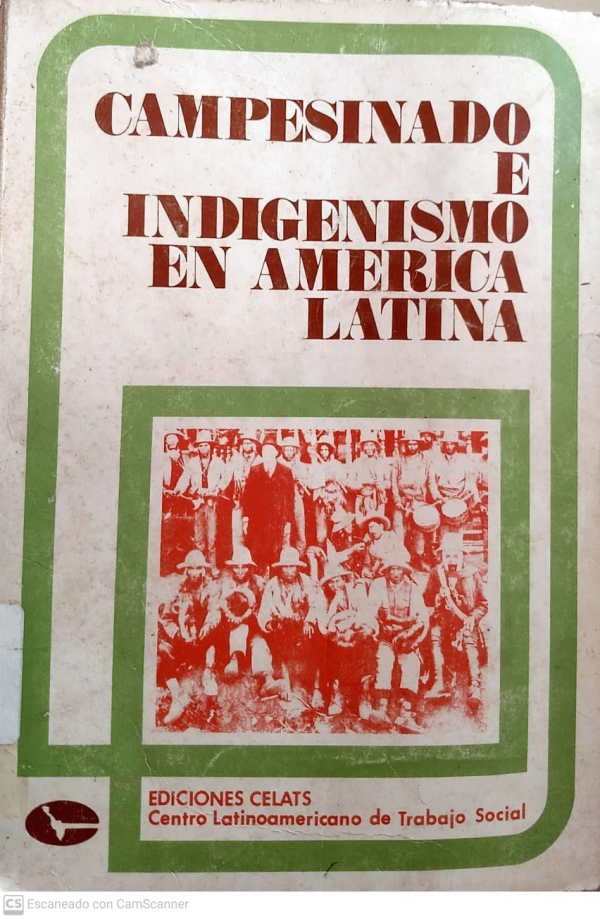 CAMPESINADO
E
INDIGENISMO
EN AMERICA
LATINA
EDICIONES CELATS
Centro Latinoamericano de Trabajo Social
CS Escaneado con CamScanner